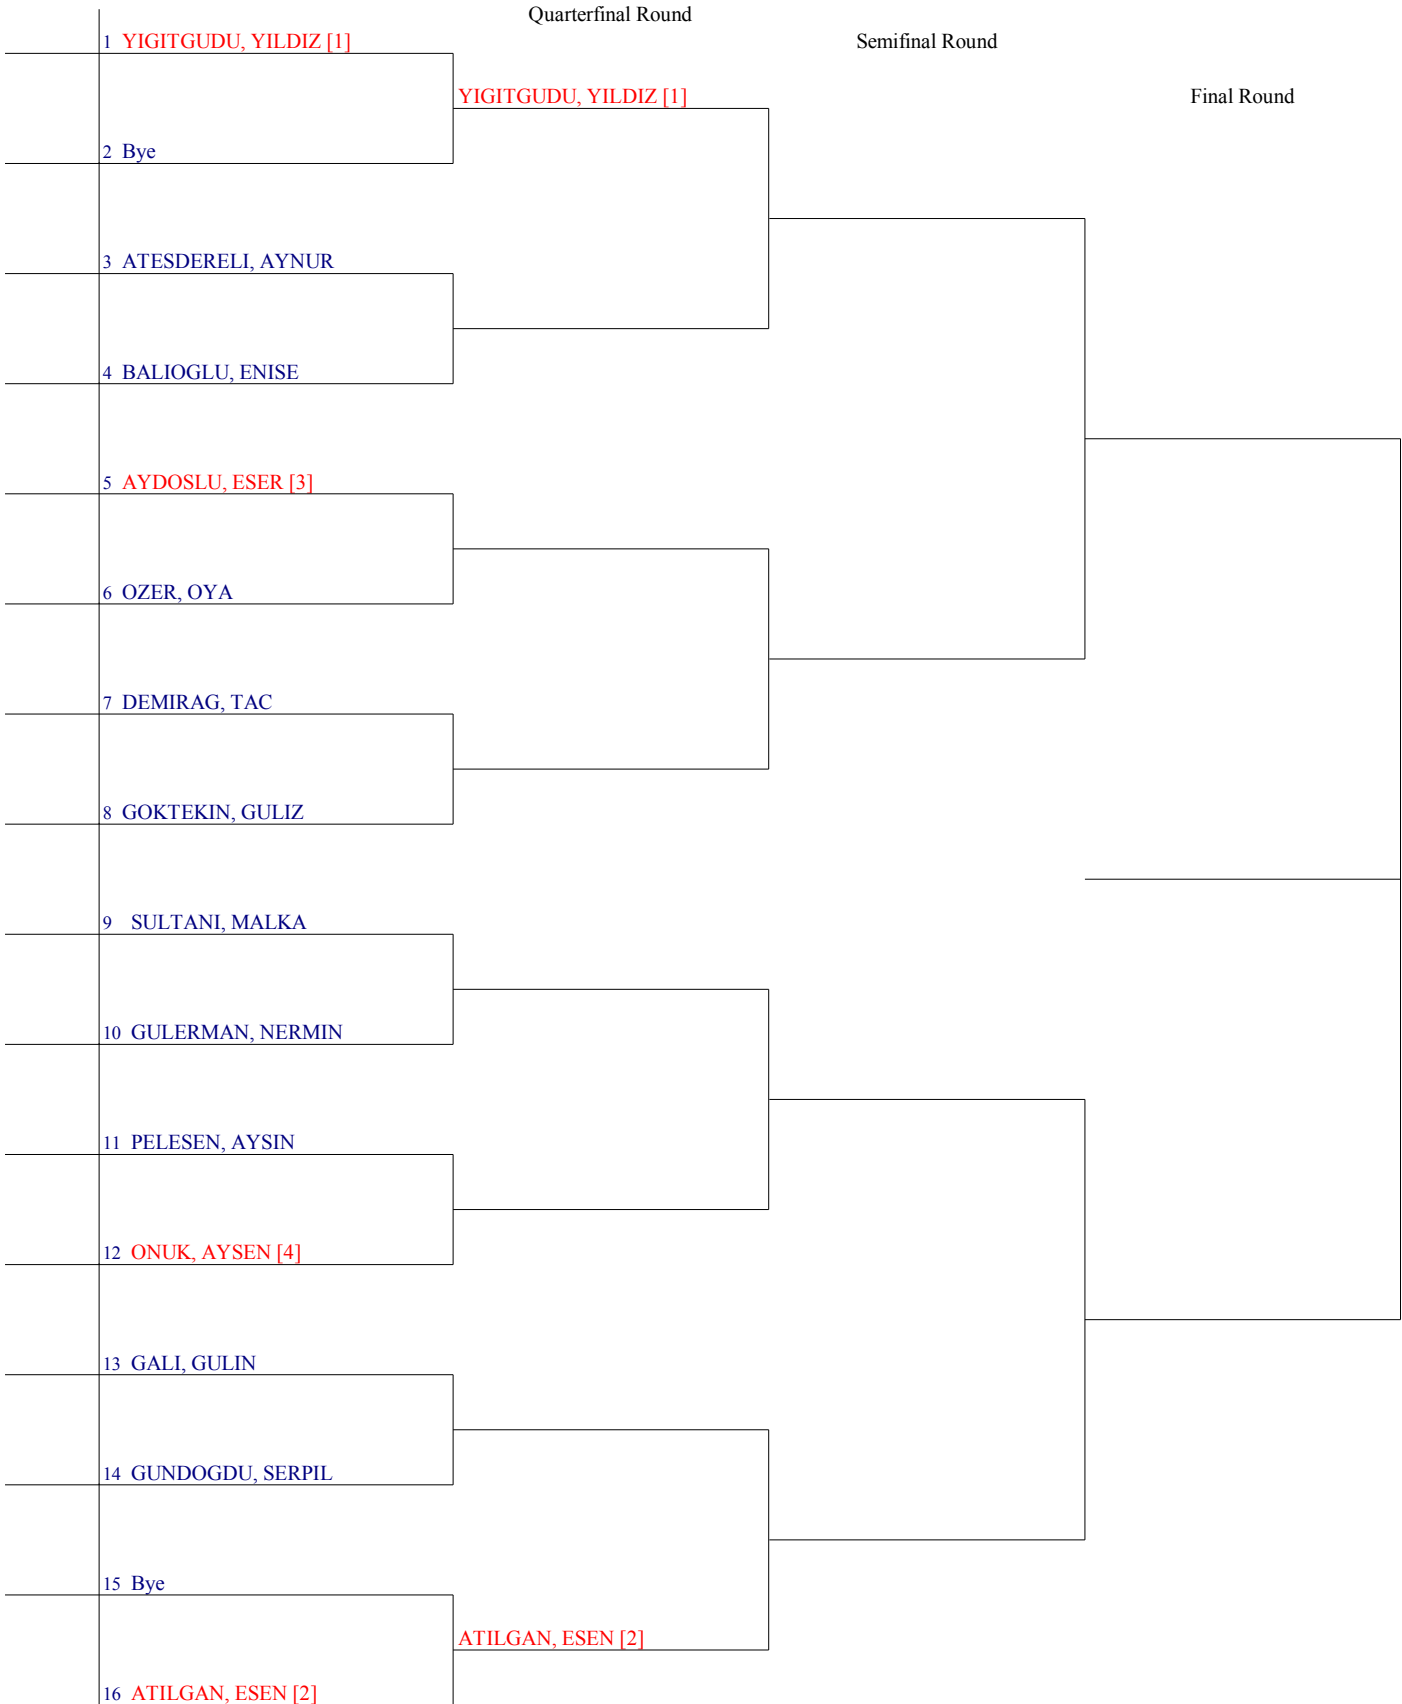 Quarterfinal Round
1 YIGITGUDU, YILDIZ [1]
Semifinal Round
YIGITGUDU, YILDIZ [1]
Final Round
2 Bye
3 ATESDERELI, AYNUR
4 BALIOGLU, ENISE
5 AYDOSLU, ESER [3]
6 OZER, OYA
7 DEMIRAG, TAC
8 GOKTEKIN, GULIZ
9 SULTANI, MALKA
10 GULERMAN, NERMIN
11 PELESEN, AYSIN
12 ONUK, AYSEN [4]
13 GALI, GULIN
14 GUNDOGDU, SERPIL
15 Bye
ATILGAN, ESEN [2]
16 ATILGAN, ESEN [2]